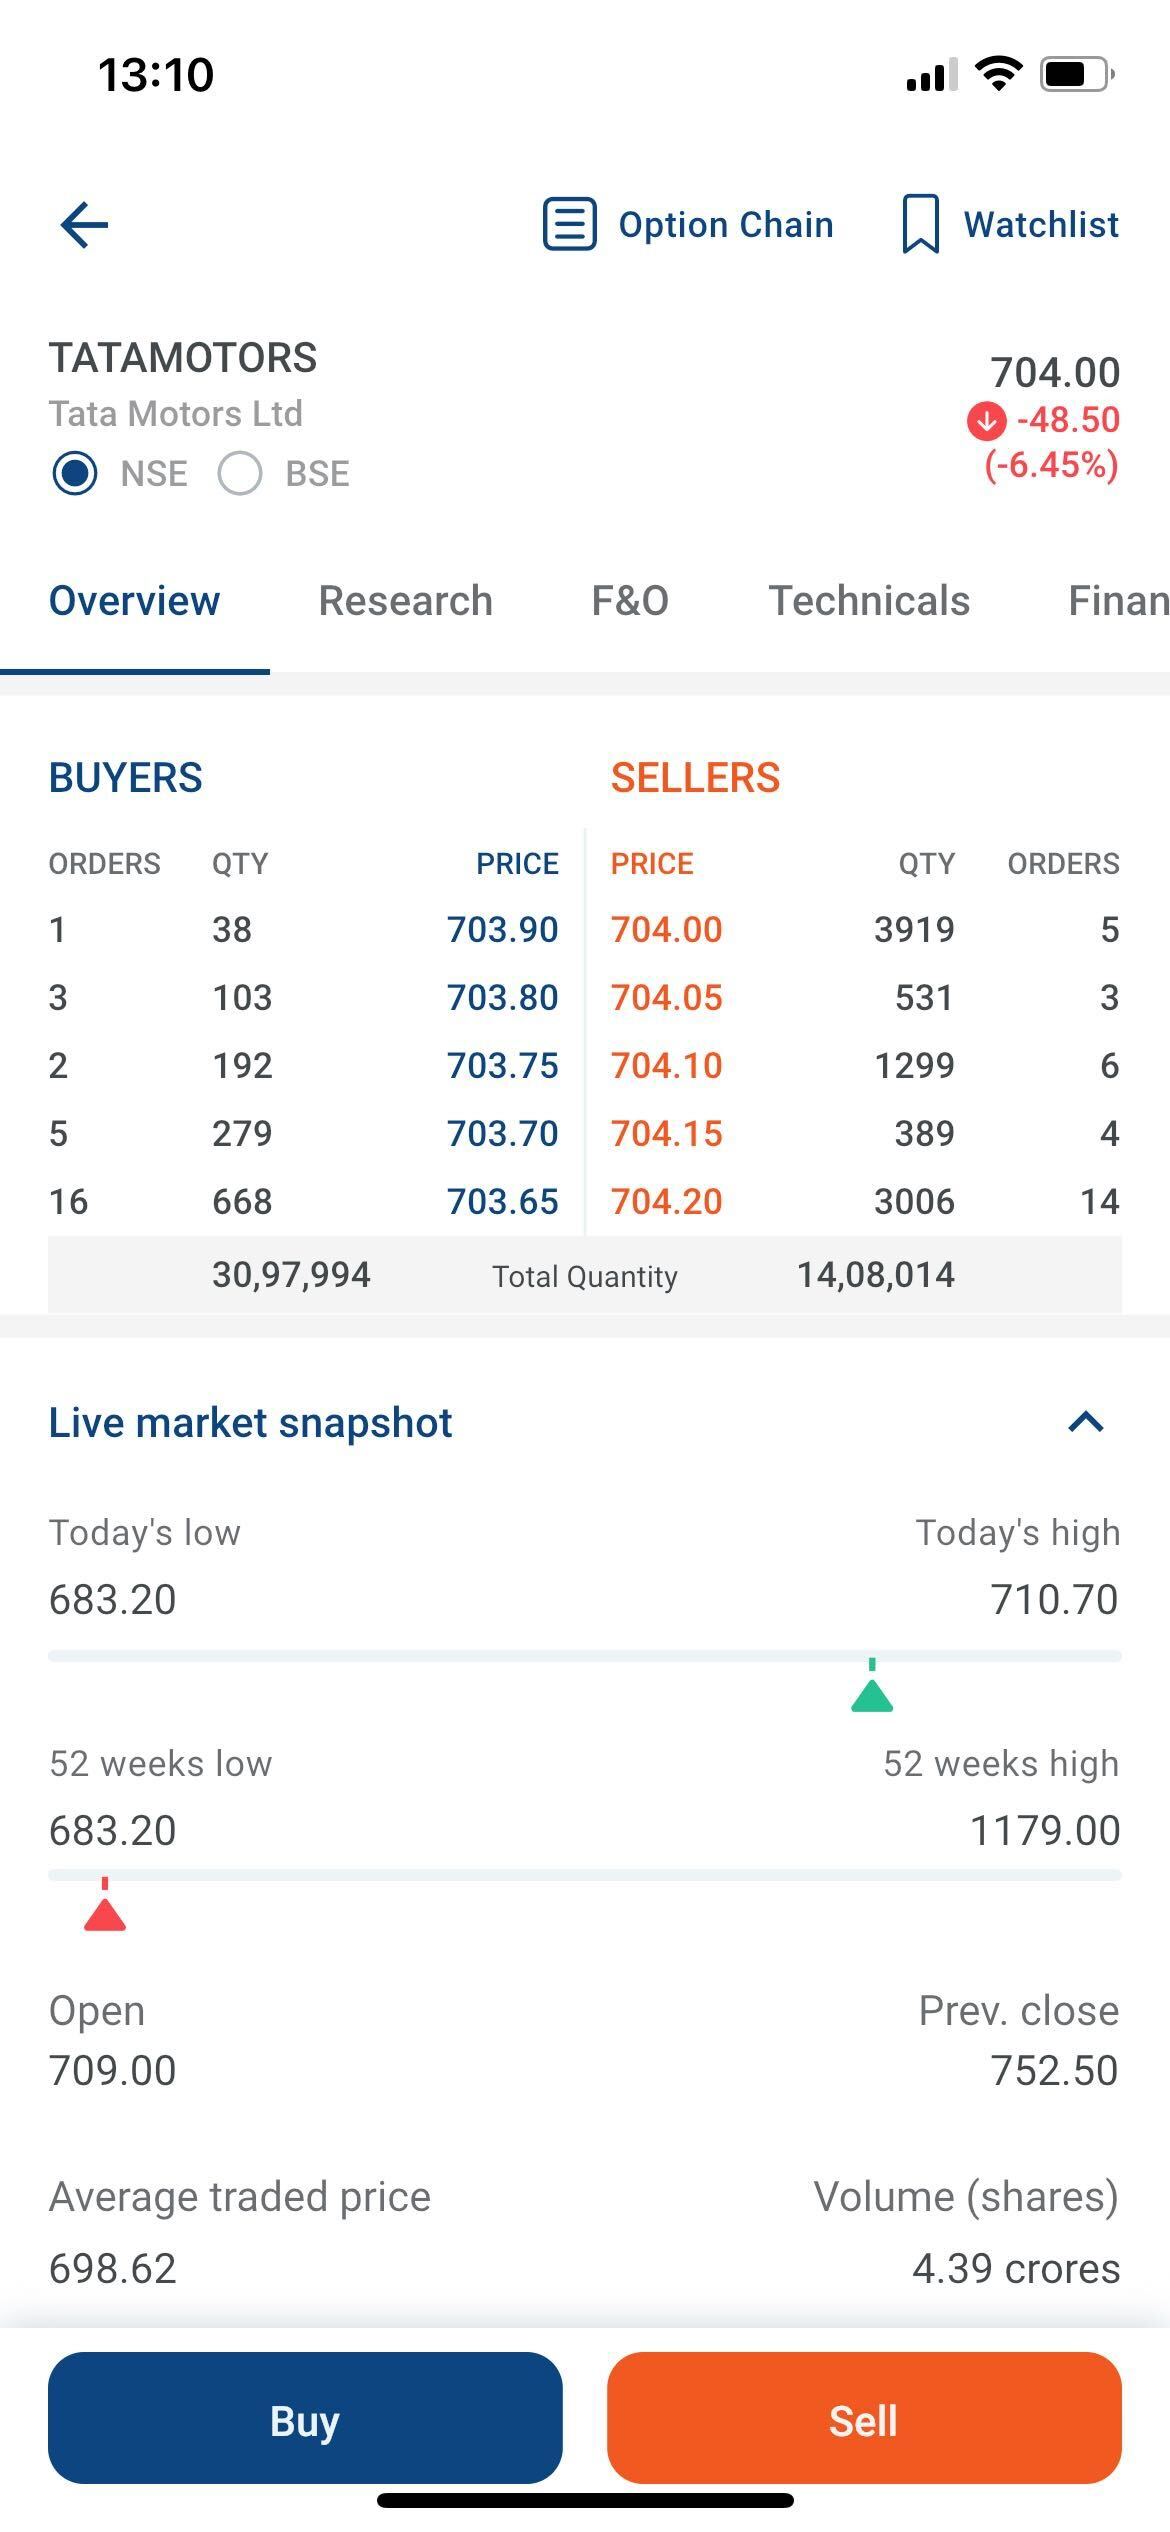 13:10
Option Chain Watchlist
TATAMOTORS
704.00
Tata Motors Ltd
-48.50
NSE BSE
(-6.45%)
Overview Research F&O Technicals Finan
BUYERS SELLERS
ORDERS QTY PRICE PRICE QTY ORDERS
1 38 703.90 704.00 3919 5
3 103 703.80 704.05 531 3
2 192 703.75 704.10 1299 6
5 279 703.70 704.15 389 4
16 668 703.65 704.20 3006 14
30,97,994 Total Quantity 14,08,014
Live market snapshot
Today's low Today's high
683.20 710.70
52 weeks low 52 weeks high
683.20 1179.00
Open Prev. close
709.00 752.50
Average traded price Volume (shares)
698.62 4.39 crores
Buy Sell